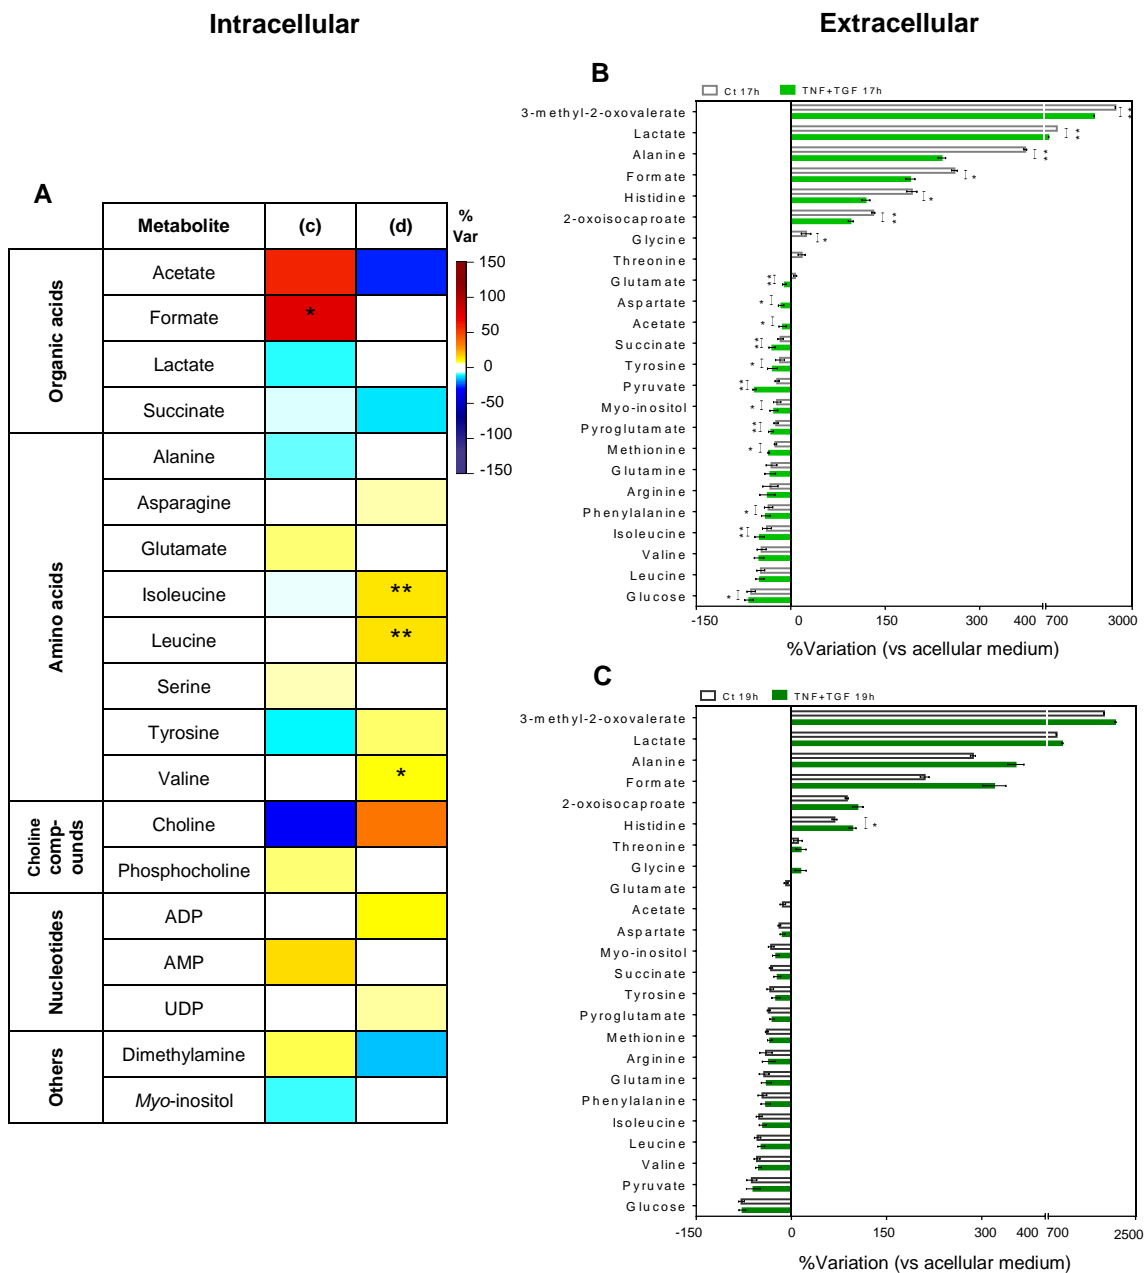 Intracellular
Extracellular
A
Metabolite (c) (d)
% Var
Organic acids
Acetate
Formate *
Lactate
Succinate
Amino acids
Alanine
Asparagine
Glutamate
Isoleucine **
Leucine **
Serine
Tyrosine
Valine *
Choline
comp-
ounds
Choline
Phosphocholine
Nucleotides
ADP
AMP
UDP
Others
Dimethylamine
Myo-inositol
150
100
50
0
-50
-100
-150
B
Ct 17h TNF+TGF 17h
3-methyl-2-oxovalerate **
Lactate **
Alanine **
Formate *
Histidine *
2-oxoisocaproate **
Glycine *
Threonine
Glutamate **
Aspartate *
Acetate *
Succinate **
Tyrosine *
Pyruvate **
Myo-inositol *
Pyroglutamate **
Methionine *
Glutamine
Arginine
Phenylalanine *
Isoleucine **
Valine
Leucine
Glucose *
-150 0 150 300 400 700 3000
%Variation (vs acellular medium)
C
Ct 19h TNF+TGF 19h
3-methyl-2-oxovalerate
Lactate
Alanine
Formate
2-oxoisocaproate
Histidine *
Threonine
Glycine
Glutamate
Acetate
Aspartate
Myo-inositol
Succinate
Tyrosine
Pyroglutamate
Methionine
Arginine
Glutamine
Phenylalanine
Isoleucine
Leucine
Valine
Pyruvate
Glucose
-150 0 150 300 400 700 2500
%Variation (vs acellular medium)